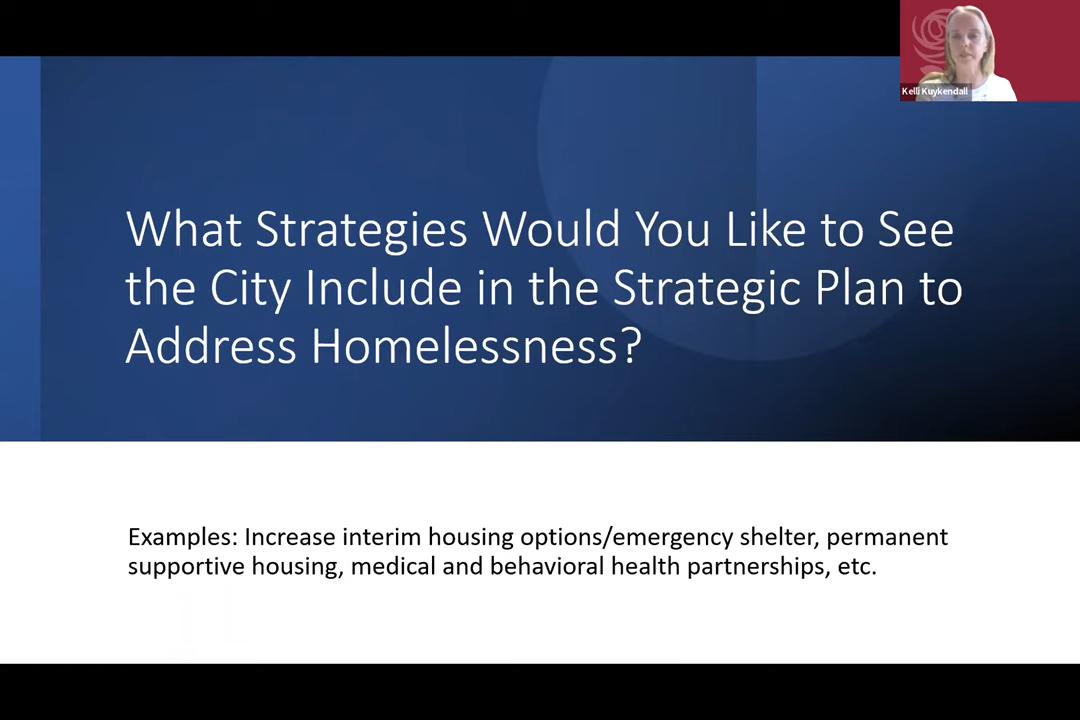 Kelli Kuykendall
What Strategies Would You Like to See
the City Include in the Strategic Plan to
Address Homelessness?
Examples: Increase interim housing options/emergency shelter, permanent
supportive housing, medical and behavioral health partnerships, etc.